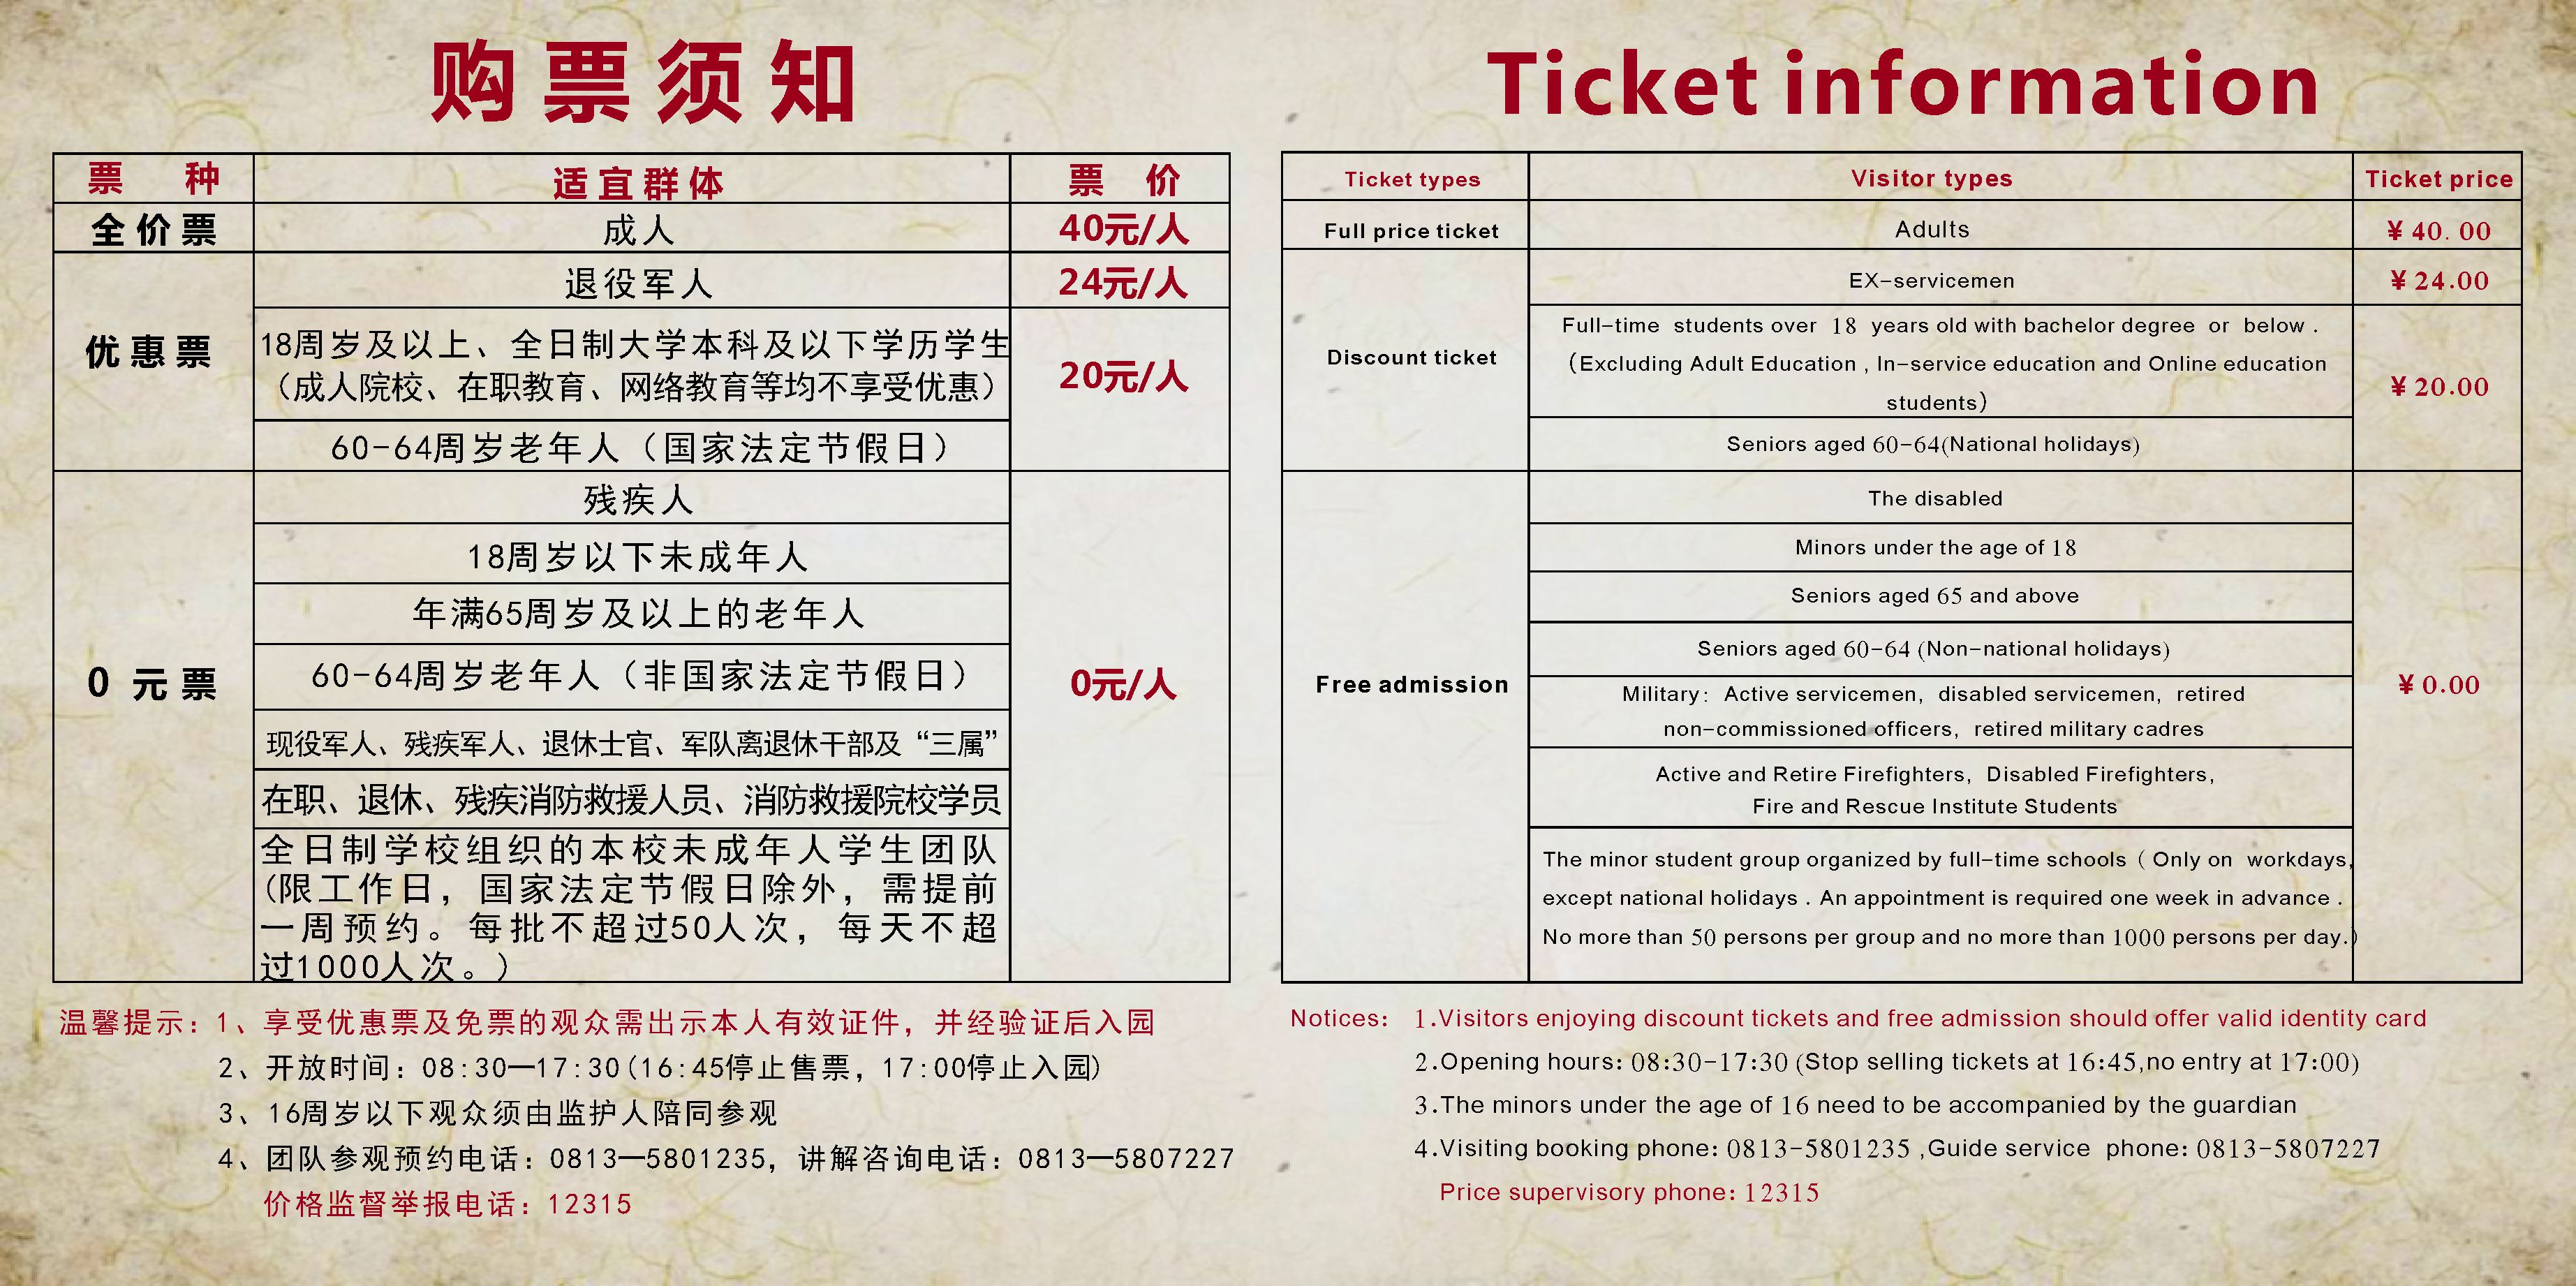 购票须知
票 种 适宜群体 票 价
全价票 成人 40元/人
退役军人 24元/人
优惠票
18周岁及以上、全日制大学本科及以下学历学生
（成人院校、在职教育、网络教育等均不享受优惠）
20元/人
60-64周岁老年人（国家法定节假日）
残疾人
18周岁以下未成年人
年满65周岁及以上的老年人
60-64周岁老年人（非国家法定节假日）
0 元票
0元/人
现役军人、残疾军人、退休士官、军队离退休干部及“三属”
在职、退休、残疾消防救援人员、消防救援院校学员
全日制学校组织的本校未成年人学生团队
(限工作日，国家法定节假日除外，需提前
一周预约。每批不超过50人次，每天不超
过1000人次。)
温馨提示：1、享受优惠票及免票的观众需出示本人有效证件，并经验证后入园
2、开放时间：08:30—17:30(16:45停止售票，17:00停止入园)
3、16周岁以下观众须由监护人陪同参观
4、团队参观预约电话：0813—5801235，讲解咨询电话：0813—5807227
价格监督举报电话：12315
Ticket information
Ticket types Visitor types Ticket price
Full price ticket Adults ¥ 40. 00
EX-servicemen ¥ 24.00
Discount ticket
Full-time students over 18 years old with bachelor degree or below .
(Excluding Adult Education , In-service education and Online education
students)
¥ 20.00
Seniors aged 60-64(National holidays)
The disabled
Minors under the age of 18
Seniors aged 65 and above
Seniors aged 60-64 (Non-national holidays)
Free admission
¥ 0.00
Military: Active servicemen, disabled servicemen, retired
non-commissioned officers, retired military cadres
Active and Retire Firefighters, Disabled Firefighters,
Fire and Rescue Institute Students
The minor student group organized by full-time schools ( Only on workdays,
except national holidays . An appointment is required one week in advance .
No more than 50 persons per group and no more than 1000 persons per day.)
Notices: 1.Visitors enjoying discount tickets and free admission should offer valid identity card
2.Opening hours: 08:30-17:30 (Stop selling tickets at 16:45,no entry at 17:00)
3.The minors under the age of 16 need to be accompanied by the guardian
4.Visiting booking phone: 0813-5801235 ,Guide service phone: 0813-5807227
Price supervisory phone: 12315